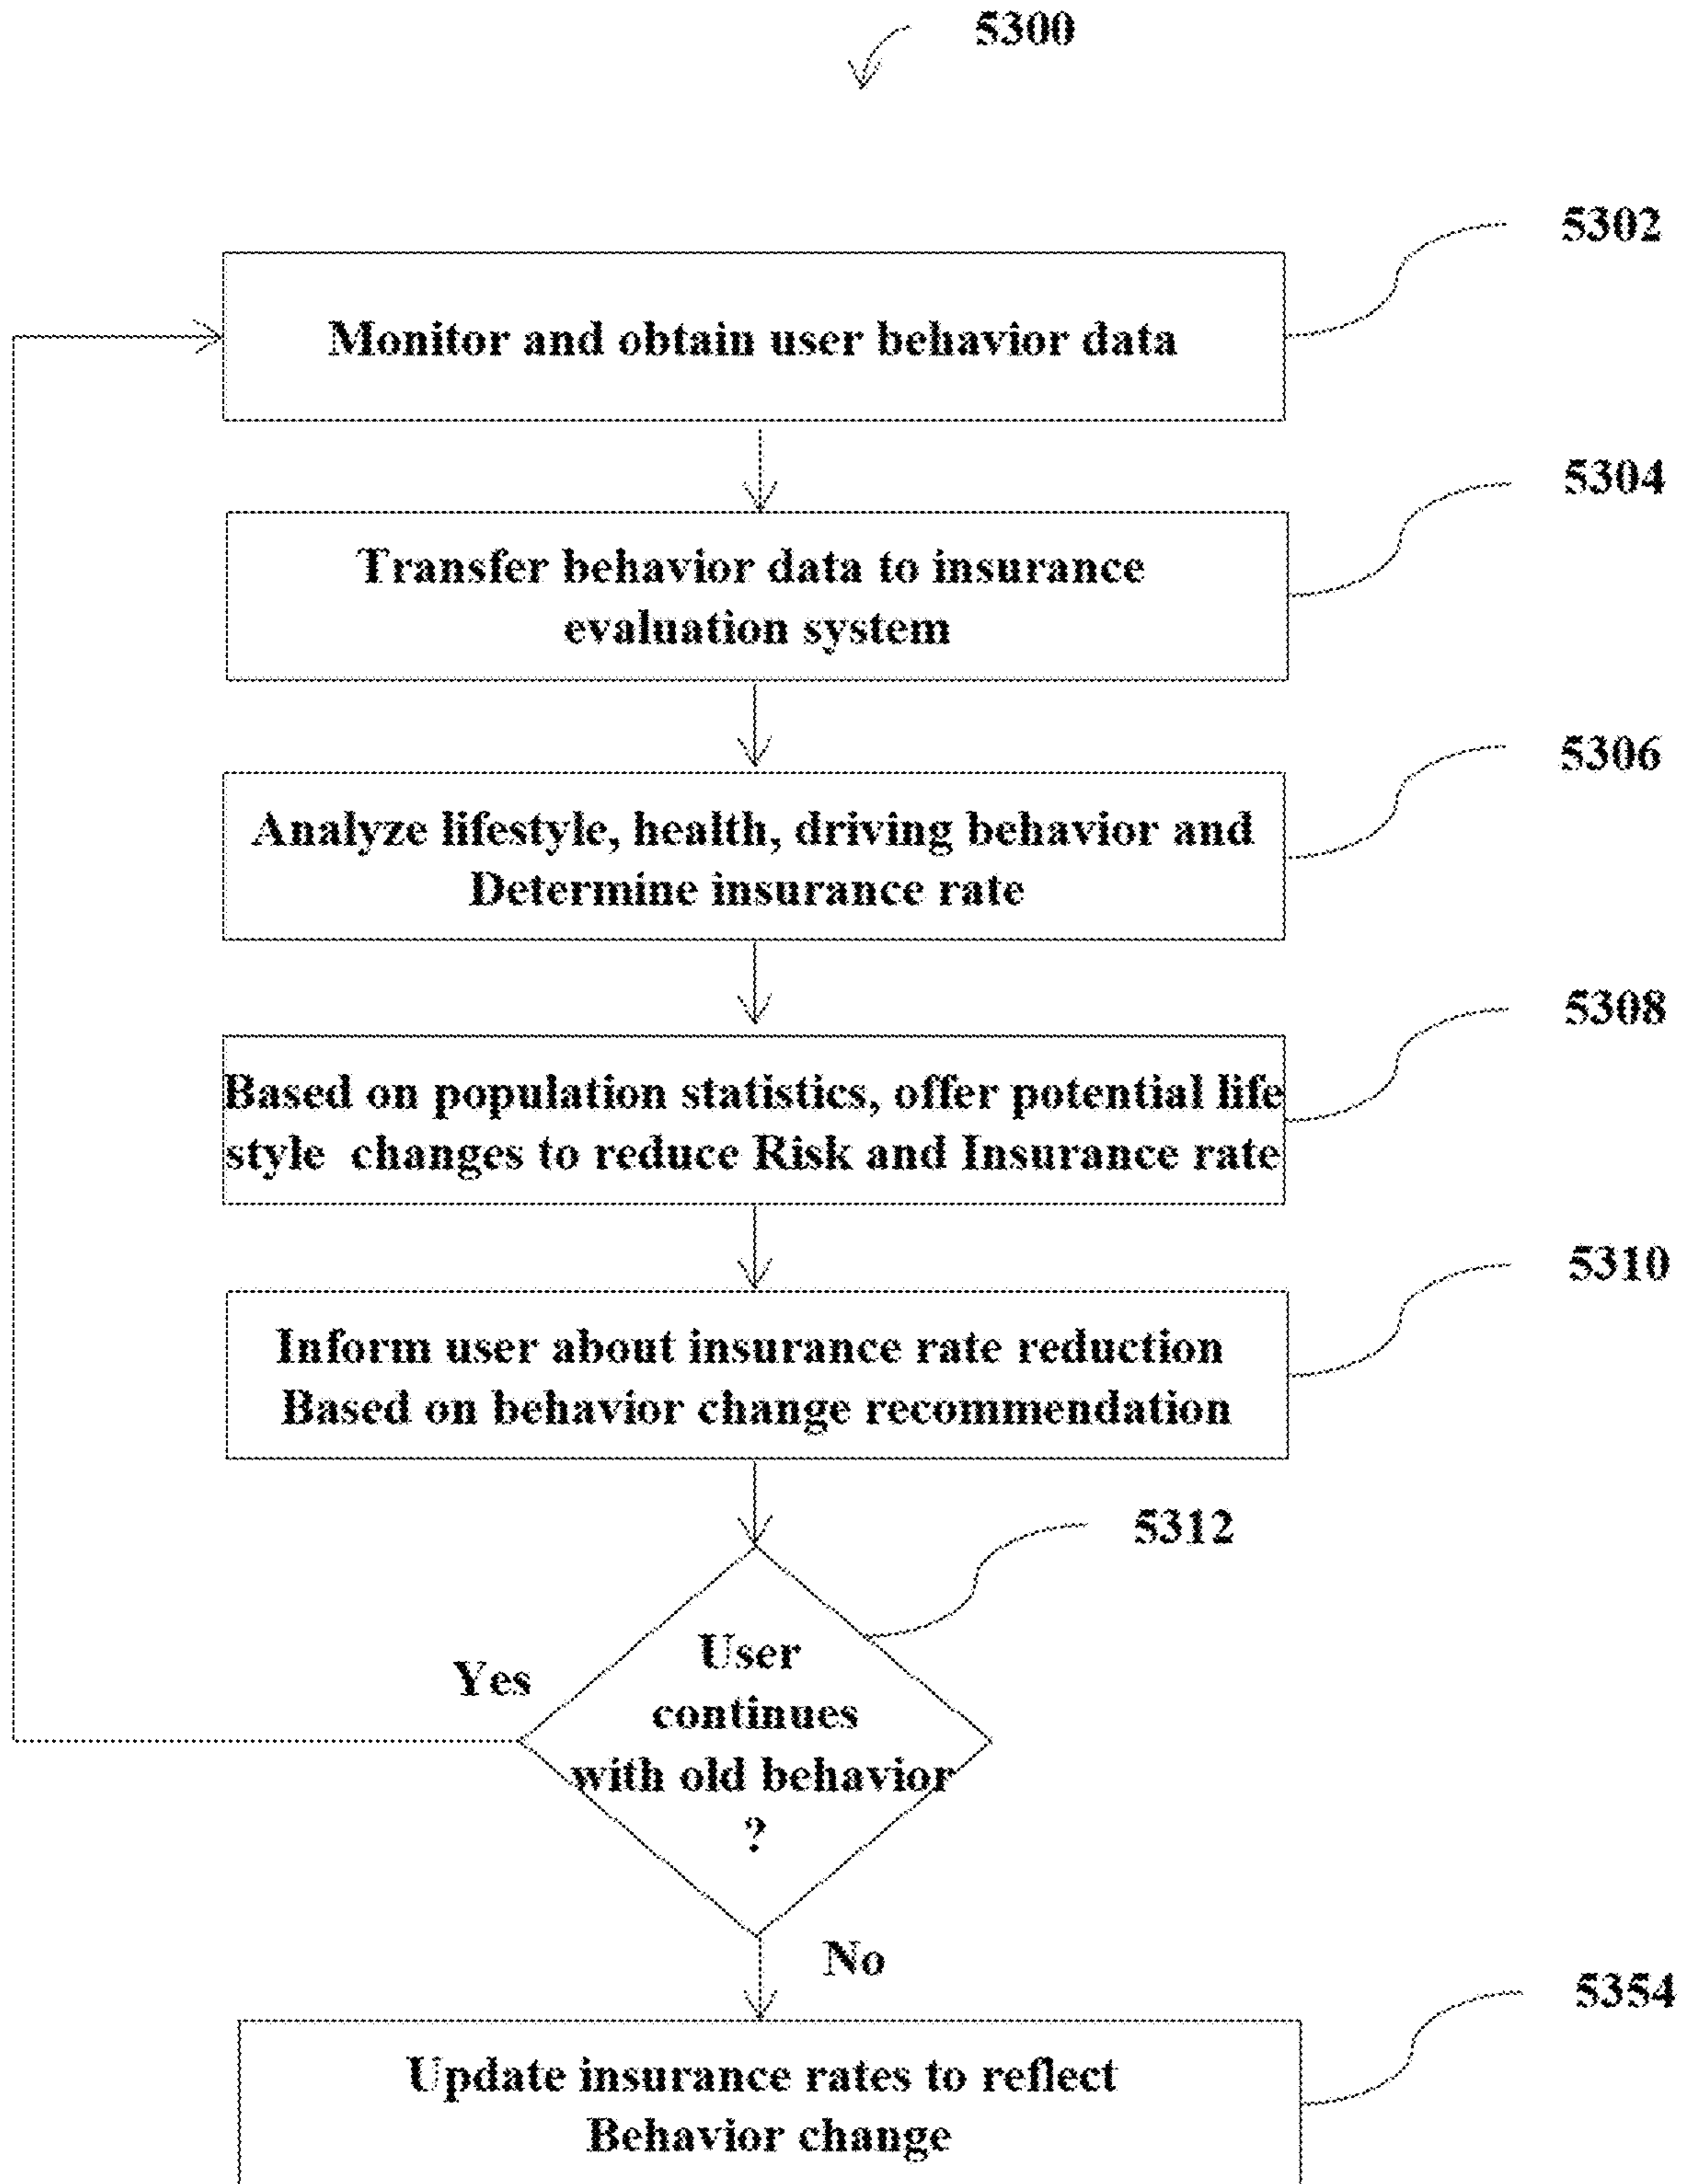 5300
5302
Monitor and obtain user behavior data
5304
Transfer behavior data to insurance
evaluation system
5306
Analyze lifestyle, health, driving behavior and
Determine insurance rate
5308
Based on population statistics, offer potential life
style changes to reduce Risk and Insurance rate
5310
Inform user about insurance rate reduction
Based on behavior change recommendation
5312
User
continues
with old behavior
?
Yes
No
5354
Update insurance rates to reflect
Behavior change